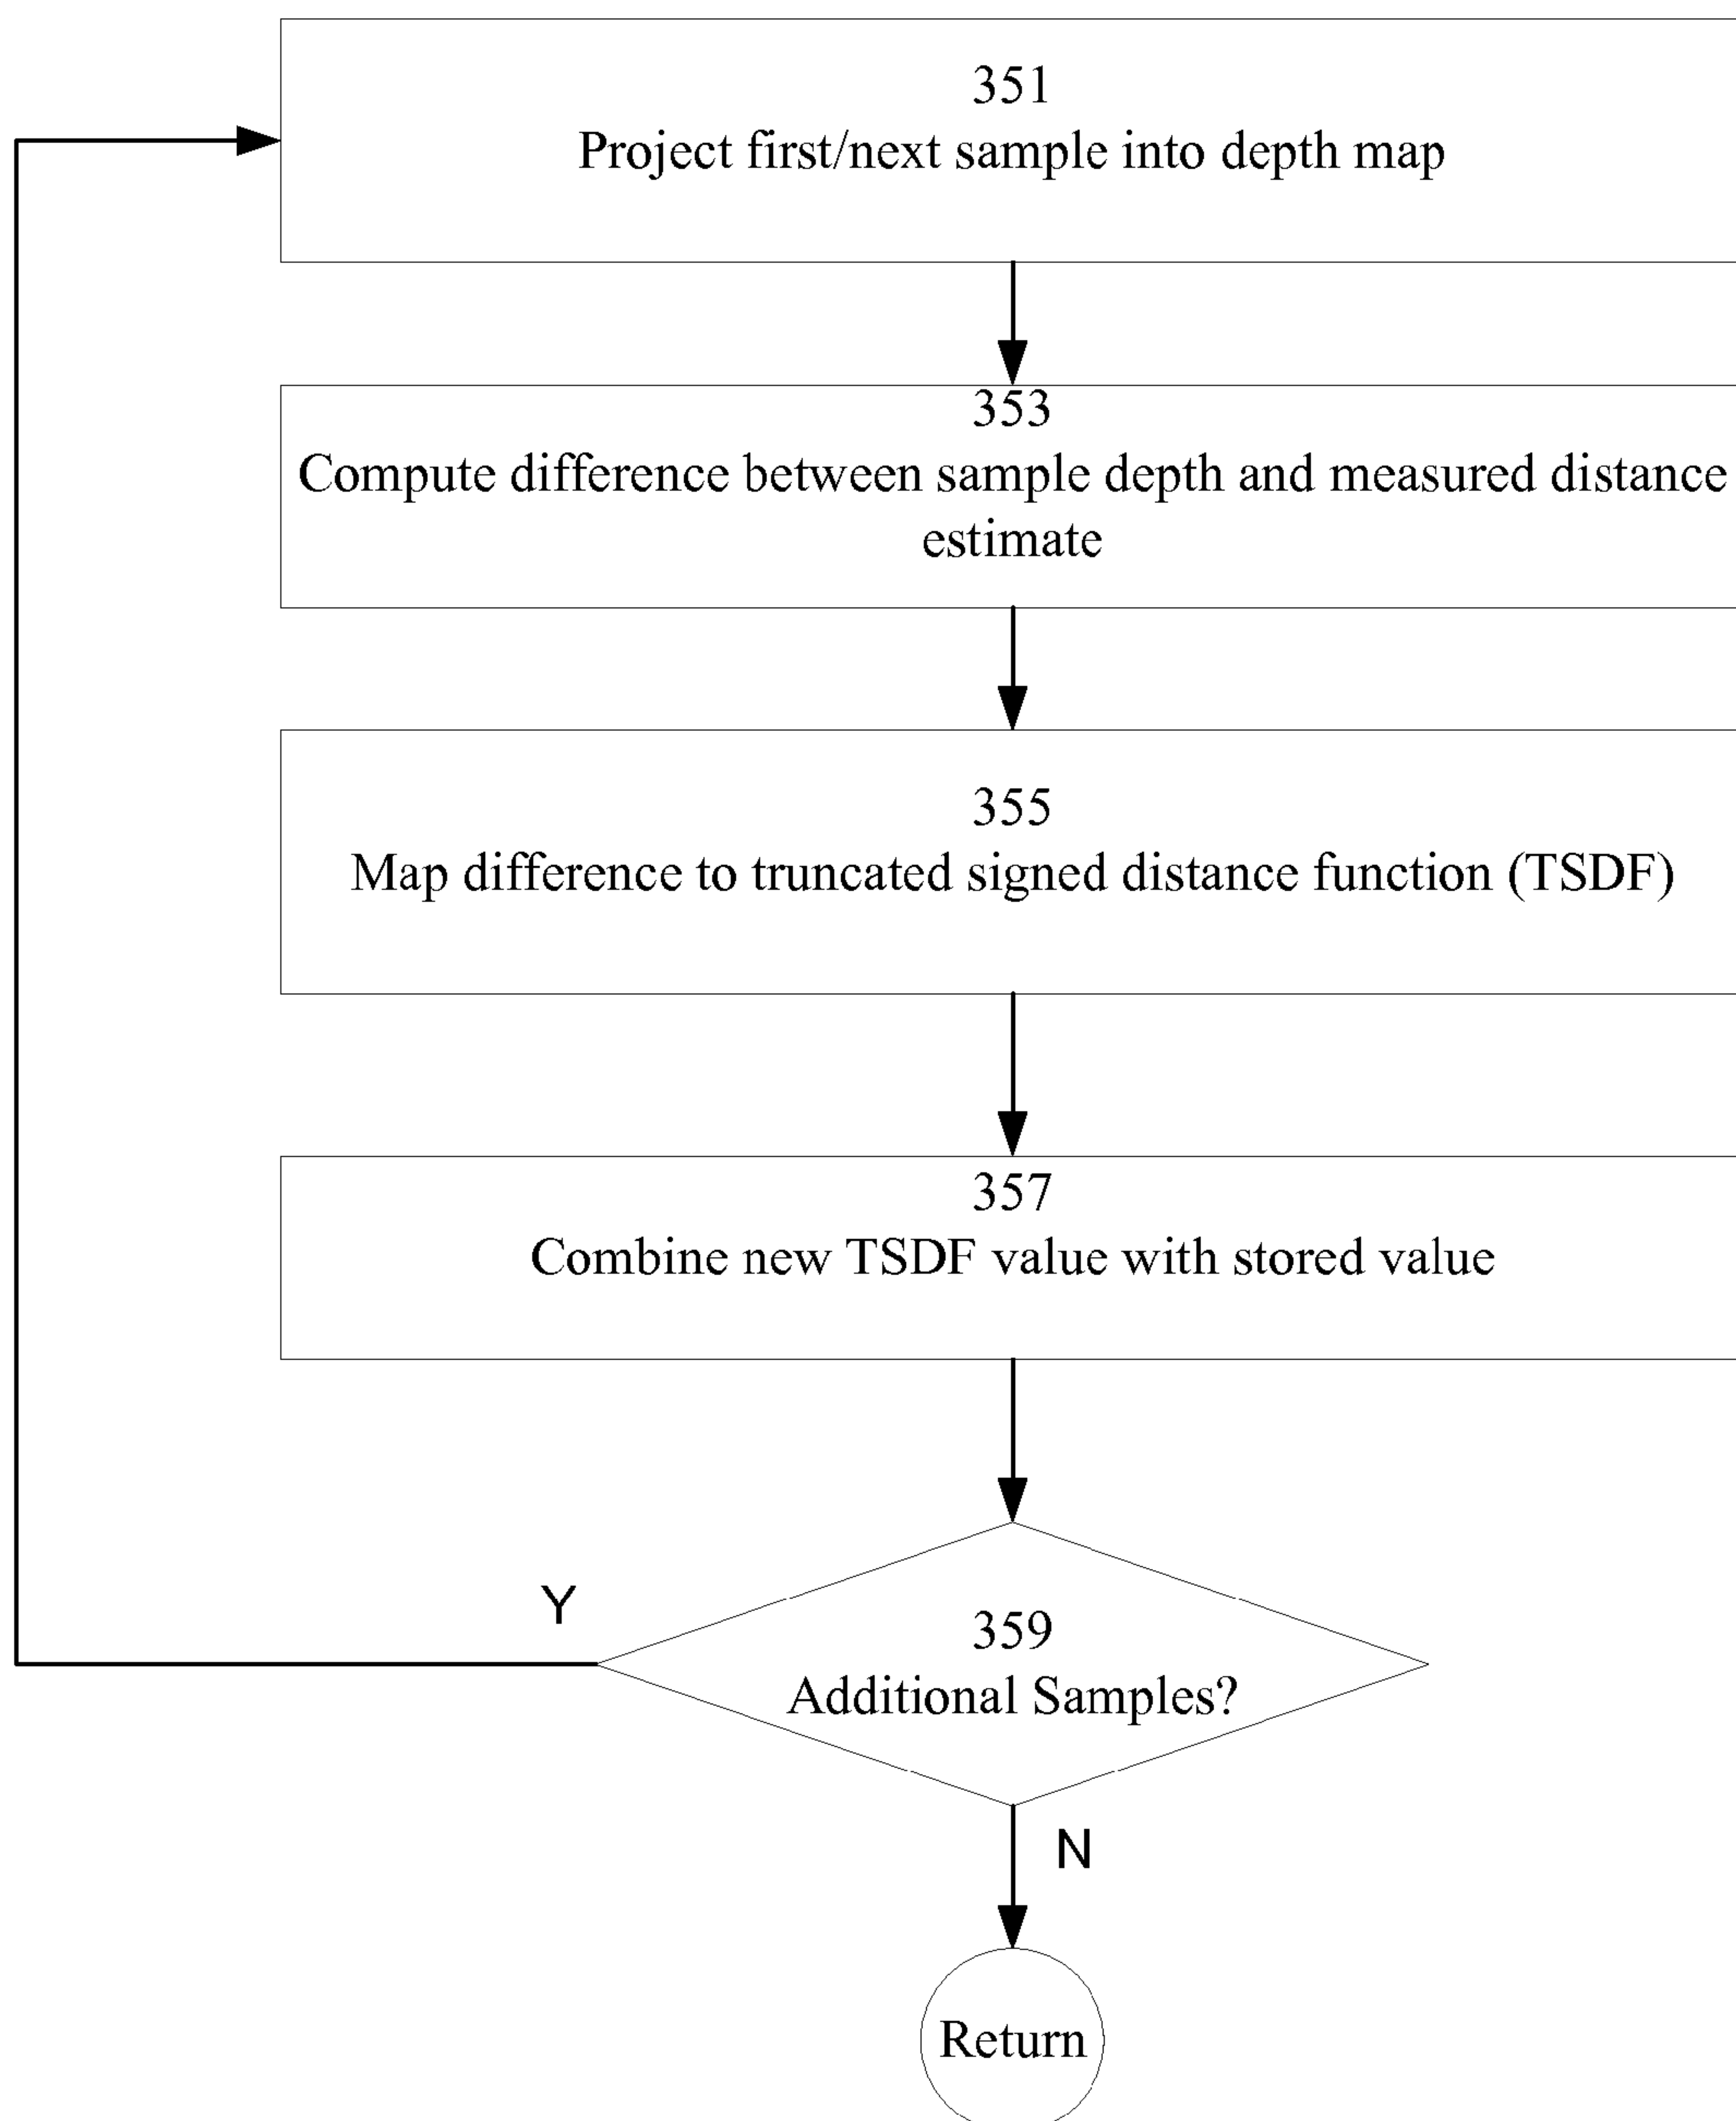 351
Project first/next sample into depth map
353
Compute difference between sample depth and measured distance
estimate
355
Map difference to truncated signed distance function (TSDF)
357
Combine new TSDF value with stored value
Y
359
Additional Samples?
N
Return